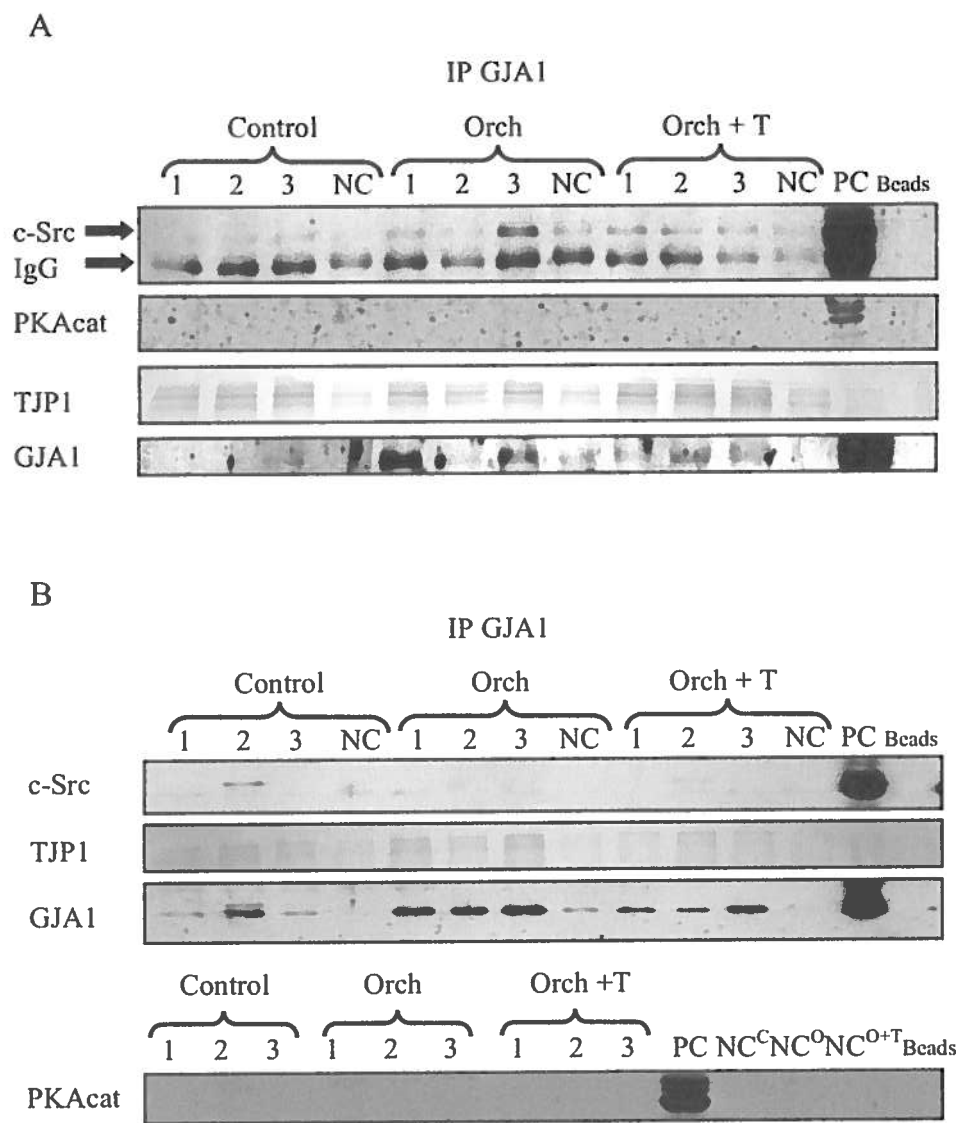 A
IP GJA1
Control Orch Orch + T
1 2 3 NC 1 2 3 NC 1 2 3 NC PC Beads
c-Src
IgG
PKAcat
TJP1
GJA1
B
IP GJA1
Control Orch Orch + T
1 2 3 NC 1 2 3 NC 1 2 3 NC PC Beads
c-Src
TJP1
GJA1
Control Orch Orch +T
1 2 3 1 2 3 1 2 3 PC NC^C NC^O NC^O+T Beads
PKAcat